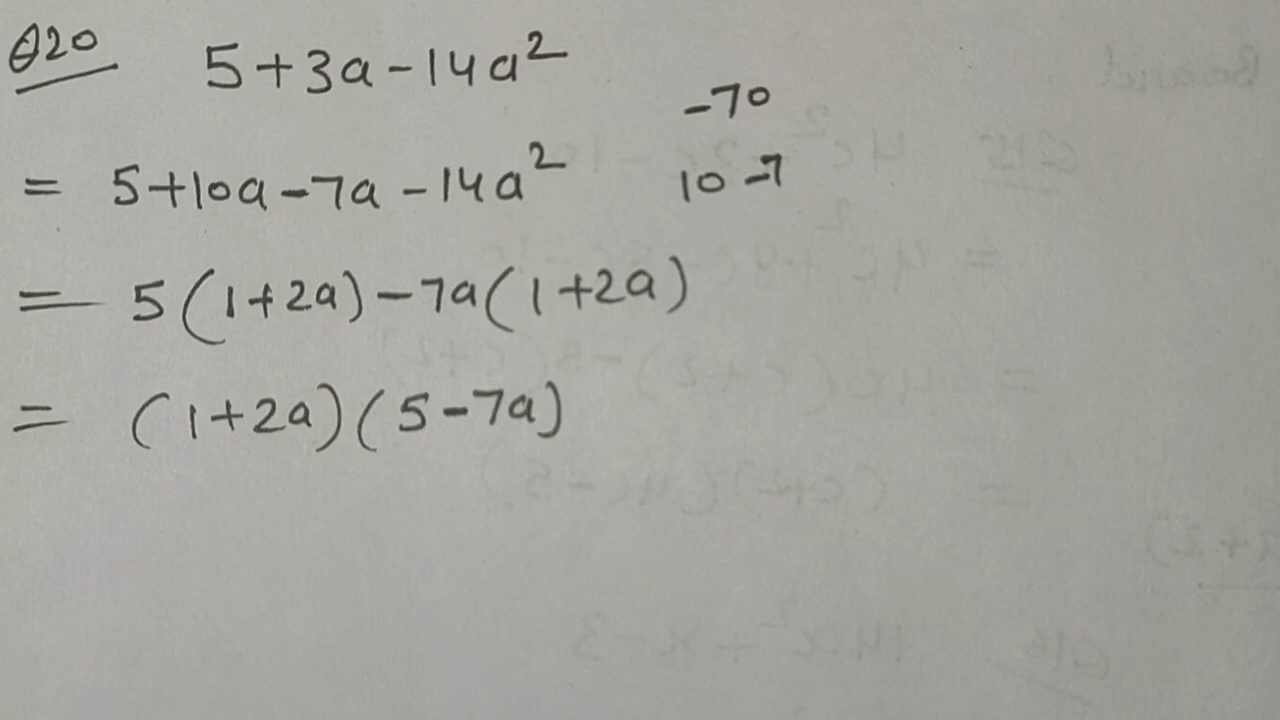 Q20 5+3a-14a²
-70
= 5+10a-7a-14a²
10 -7
= 5(1+2a)-7a(1+2a)
= (1+2a)(5-7a)